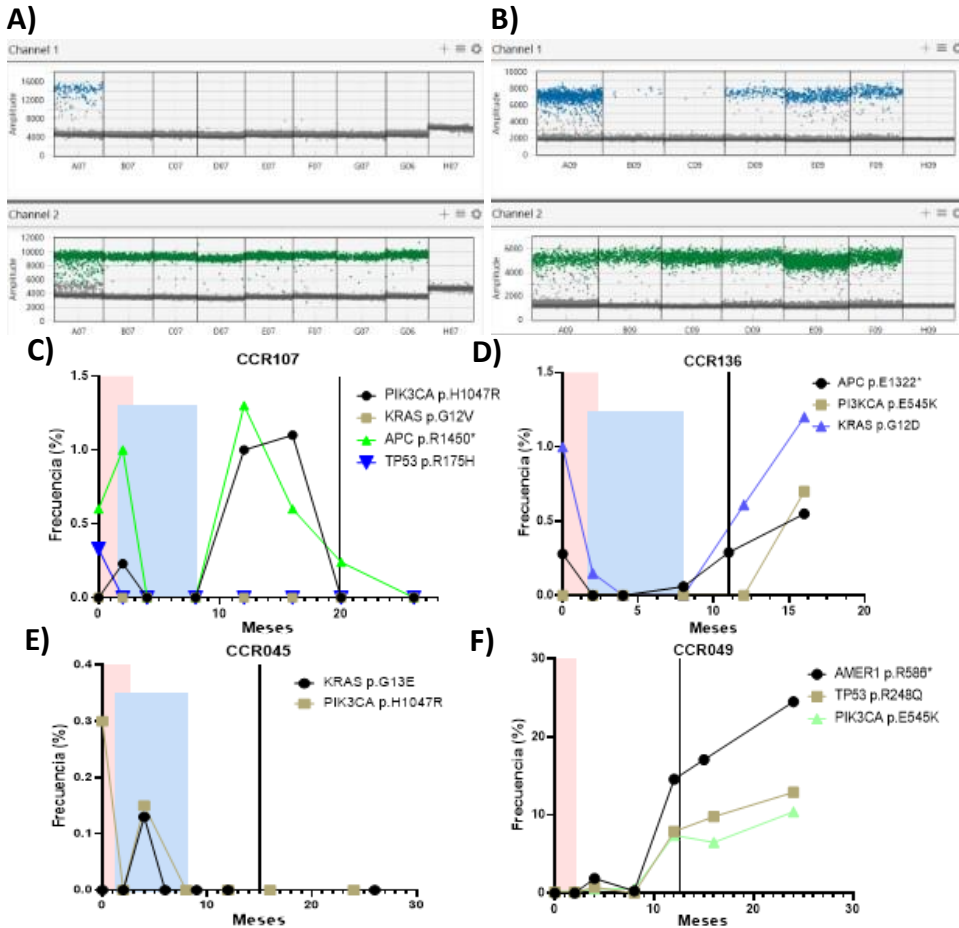 A)
Channel 1
Amplitude
16000
12000
8000
4000
0
A07 B07 C07 D07 E07 F07 G07 G06 H07
Channel 2
Amplitude
12000
10000
8000
6000
4000
2000
0
A07 B07 C07 D07 E07 F07 G07 G06 H07
B)
Channel 1
Amplitude
10000
8000
6000
4000
2000
0
A09 B09 C09 D09 E09 F09 H09
Channel 2
Amplitude
6000
4000
2000
0
A09 B09 C09 D09 E09 F09 H09
C)
CCR107
Frecuencia (%)
1.5
1.0
0.5
0.0
0 10 20
Meses
PIK3CA p.H1047R
KRAS p.G12V
APC p.R1450*
TP53 p.R175H
D)
CCR136
Frecuencia (%)
1.5
1.0
0.5
0.0
0 5 10 15 20
Meses
APC p.E1322*
PI3KCA p.E545K
KRAS p.G12D
E)
CCR045
Frecuencia (%)
0.4
0.3
0.2
0.1
0.0
0 10 20 30
Meses
KRAS p.G13E
PIK3CA p.H1047R
F)
CCR049
Frecuencia (%)
30
20
10
0
0 10 20 30
Meses
AMER1 p.R586*
TP53 p.R248Q
PIK3CA p.E545K